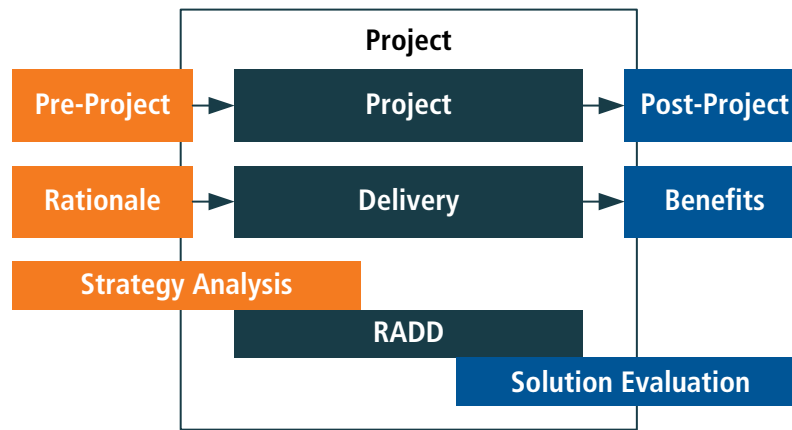 Project
Pre-Project
Project
Post-Project
Rationale
Delivery
Benefits
Strategy Analysis
RADD
Solution Evaluation